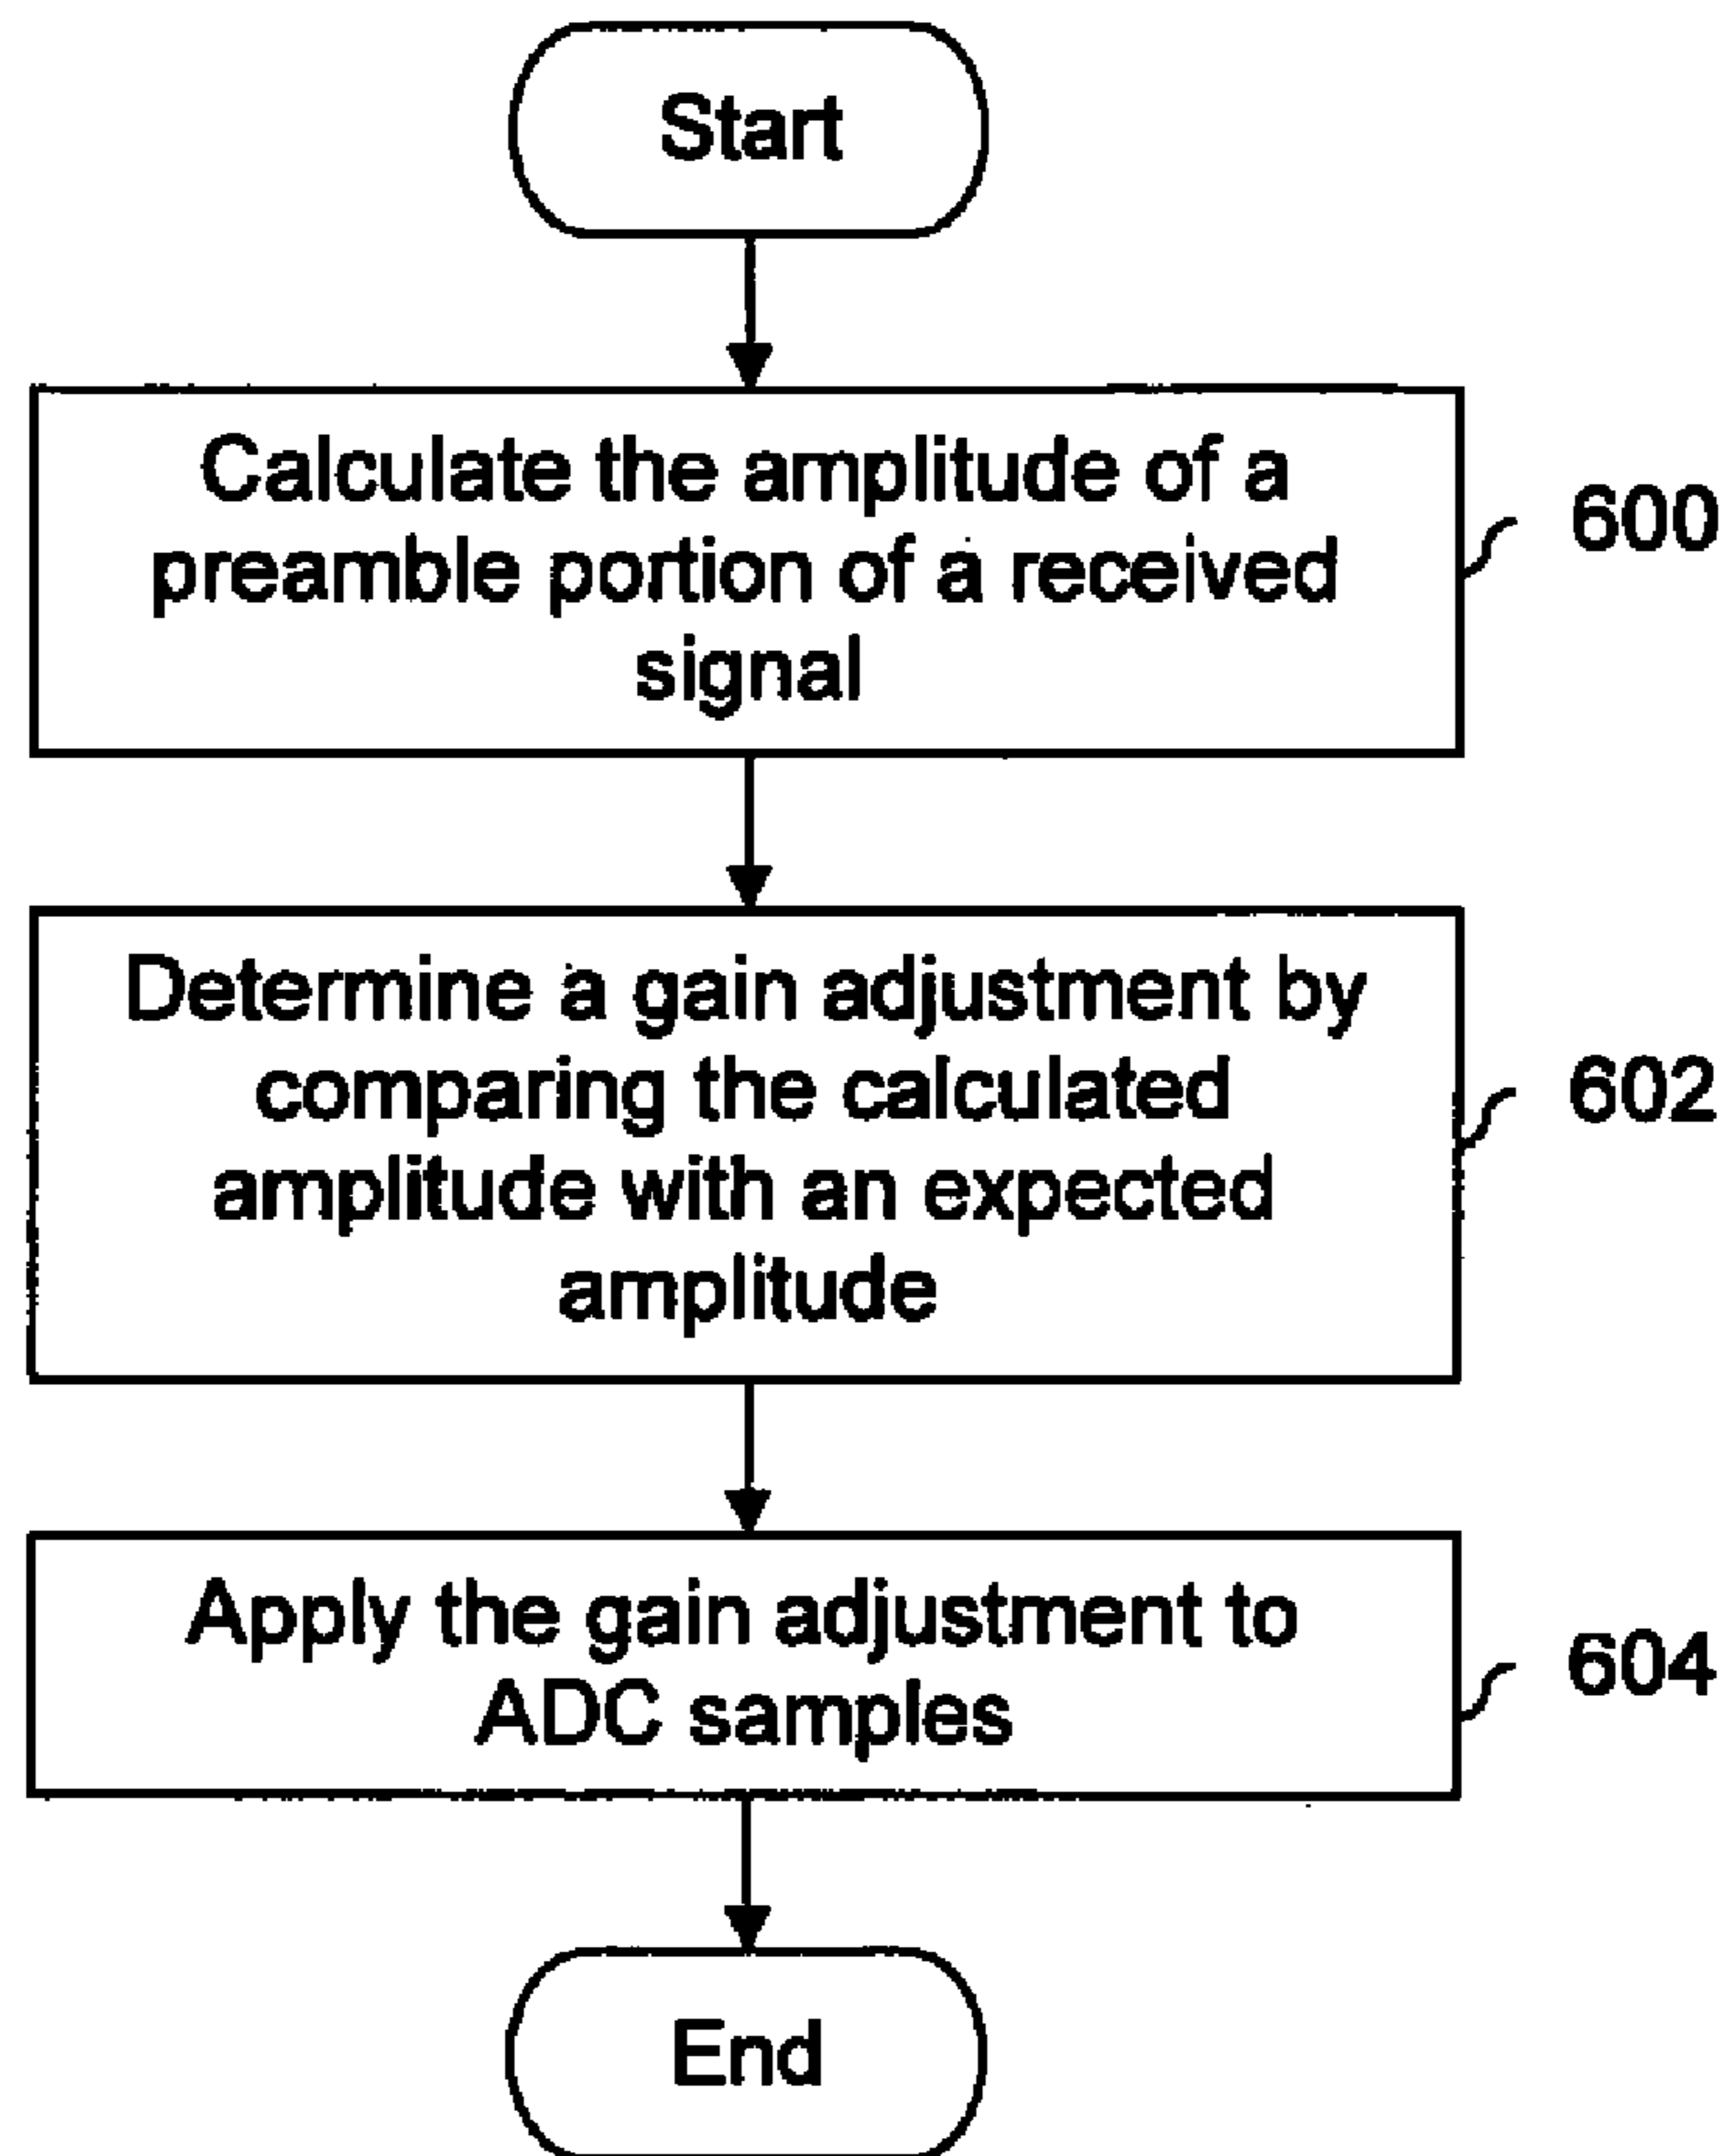 Start
Calculate the amplitude of a
preamble portion of a received
signal
600
Determine a gain adjustment by
comparing the calculated
amplitude with an expected
amplitude
602
Apply the gain adjustment to
ADC samples
604
End